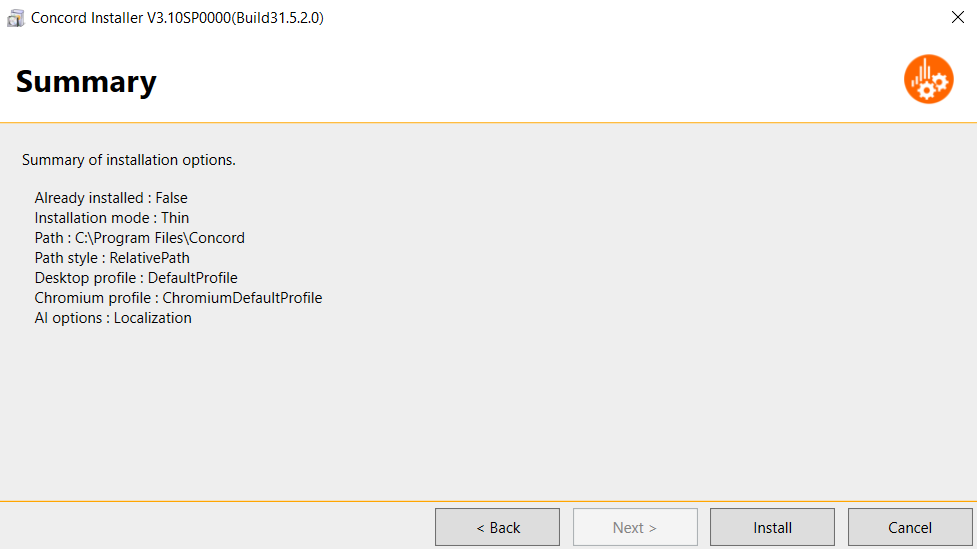 Concord Installer V3.10SP0000(Build31.5.2.0)
Summary
Summary of installation options.
Already installed : False
Installation mode : Thin
Path : C:\Program Files\Concord
Path style : RelativePath
Desktop profile : DefaultProfile
Chromium profile : ChromiumDefaultProfile
AI options : Localization
< Back
Next >
Install
Cancel